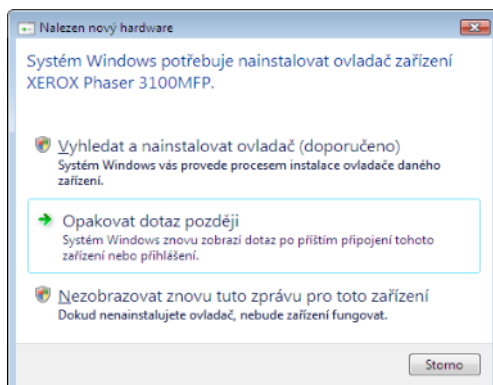 Nalezen nový hardware
Systém Windows potřebuje nainstalovat ovladač zařízení
XEROX Phaser 3100MFP.
Vyhledat a nainstalovat ovladač (doporučeno)
Systém Windows vás provede procesem instalace ovladače daného
zařízení.
Opakovat dotaz později
Systém Windows znovu zobrazí dotaz po příštím připojení tohoto
zařízení nebo přihlášení.
Nezobrazovat znovu tuto zprávu pro toto zařízení
Dokud nenainstalujete ovladač, nebude zařízení fungovat.
Storno